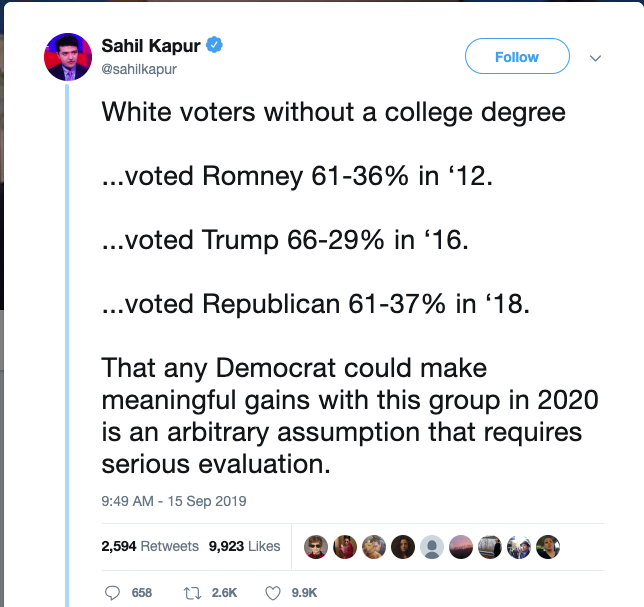 Sahil Kapur
@sahilkapur
Follow
White voters without a college degree
...voted Romney 61-36% in ‘12.
...voted Trump 66-29% in ‘16.
...voted Republican 61-37% in ‘18.
That any Democrat could make
meaningful gains with this group in 2020
is an arbitrary assumption that requires
serious evaluation.
9:49 AM - 15 Sep 2019
2,594 Retweets 9,923 Likes
658 2.6K 9.9K